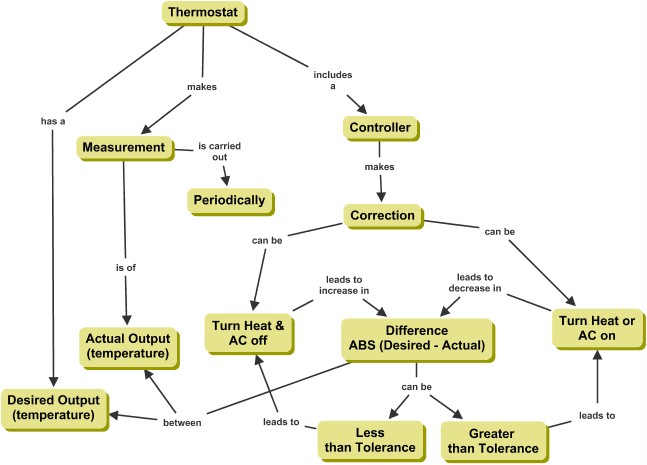 Thermostat
includes
a
makes
has a
Controller
Measurement
is carried
out
makes
Periodically
Correction
can be
can be
is of
leads to
increase in
leads to
decrease in
Turn Heat &
AC off
Difference
ABS (Desired - Actual)
Turn Heat or
AC on
Actual Output
(temperature)
can be
Desired Output
(temperature)
between
leads to
Less
than Tolerance
Greater
than Tolerance
leads to